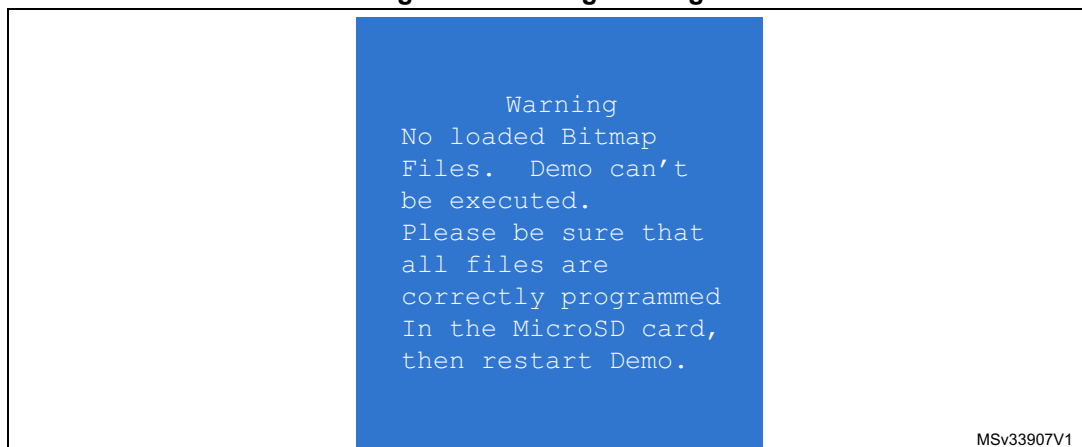 Warning
No loaded Bitmap
Files.  Demo can’t
be executed.
Please be sure that
all files are
correctly programmed
In the MicroSD card,
then restart Demo.
MSv33907V1